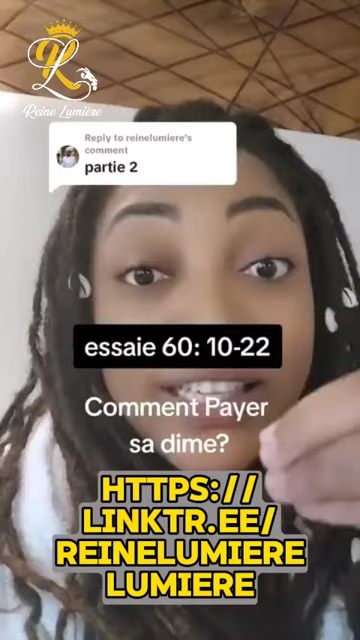 Reine Lumiere
Reply to reinelumiere's
comment
partie 2
essaie 60: 10-22
Comment Payer
sa dime?
HTTPS://
LINKTR.EE/
REINELUMIERE
LUMIERE